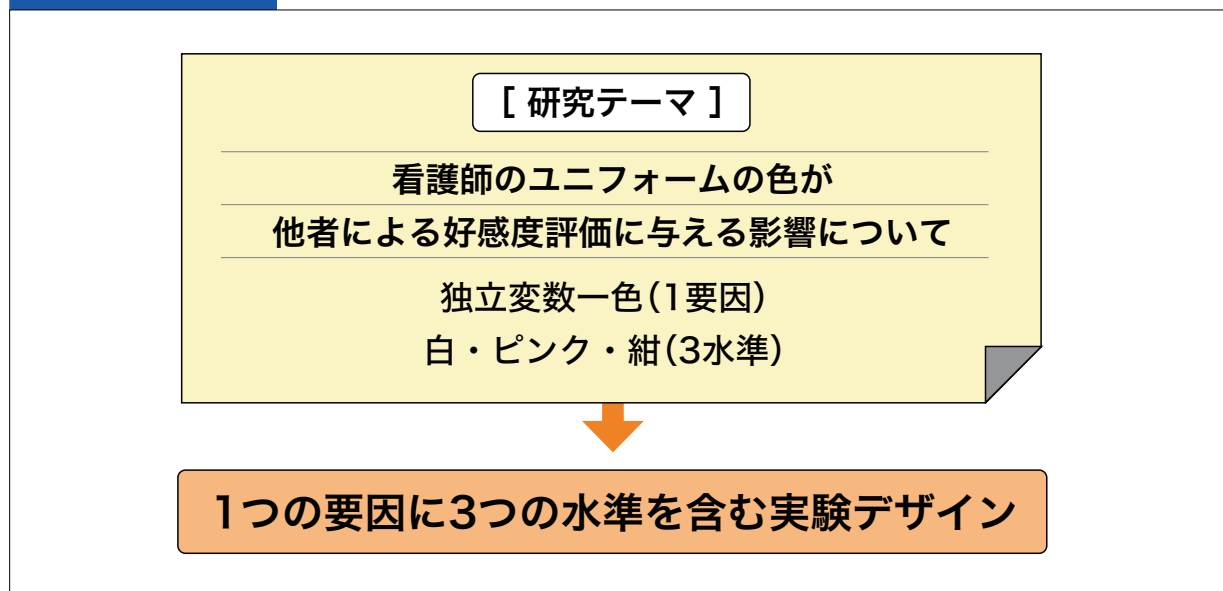 [ 研究テーマ ]
看護師のユニフォームの色が
他者による好感度評価に与える影響について
独立変数―色(1要因)
白・ピンク・紺(3水準)
1つの要因に3つの水準を含む実験デザイン